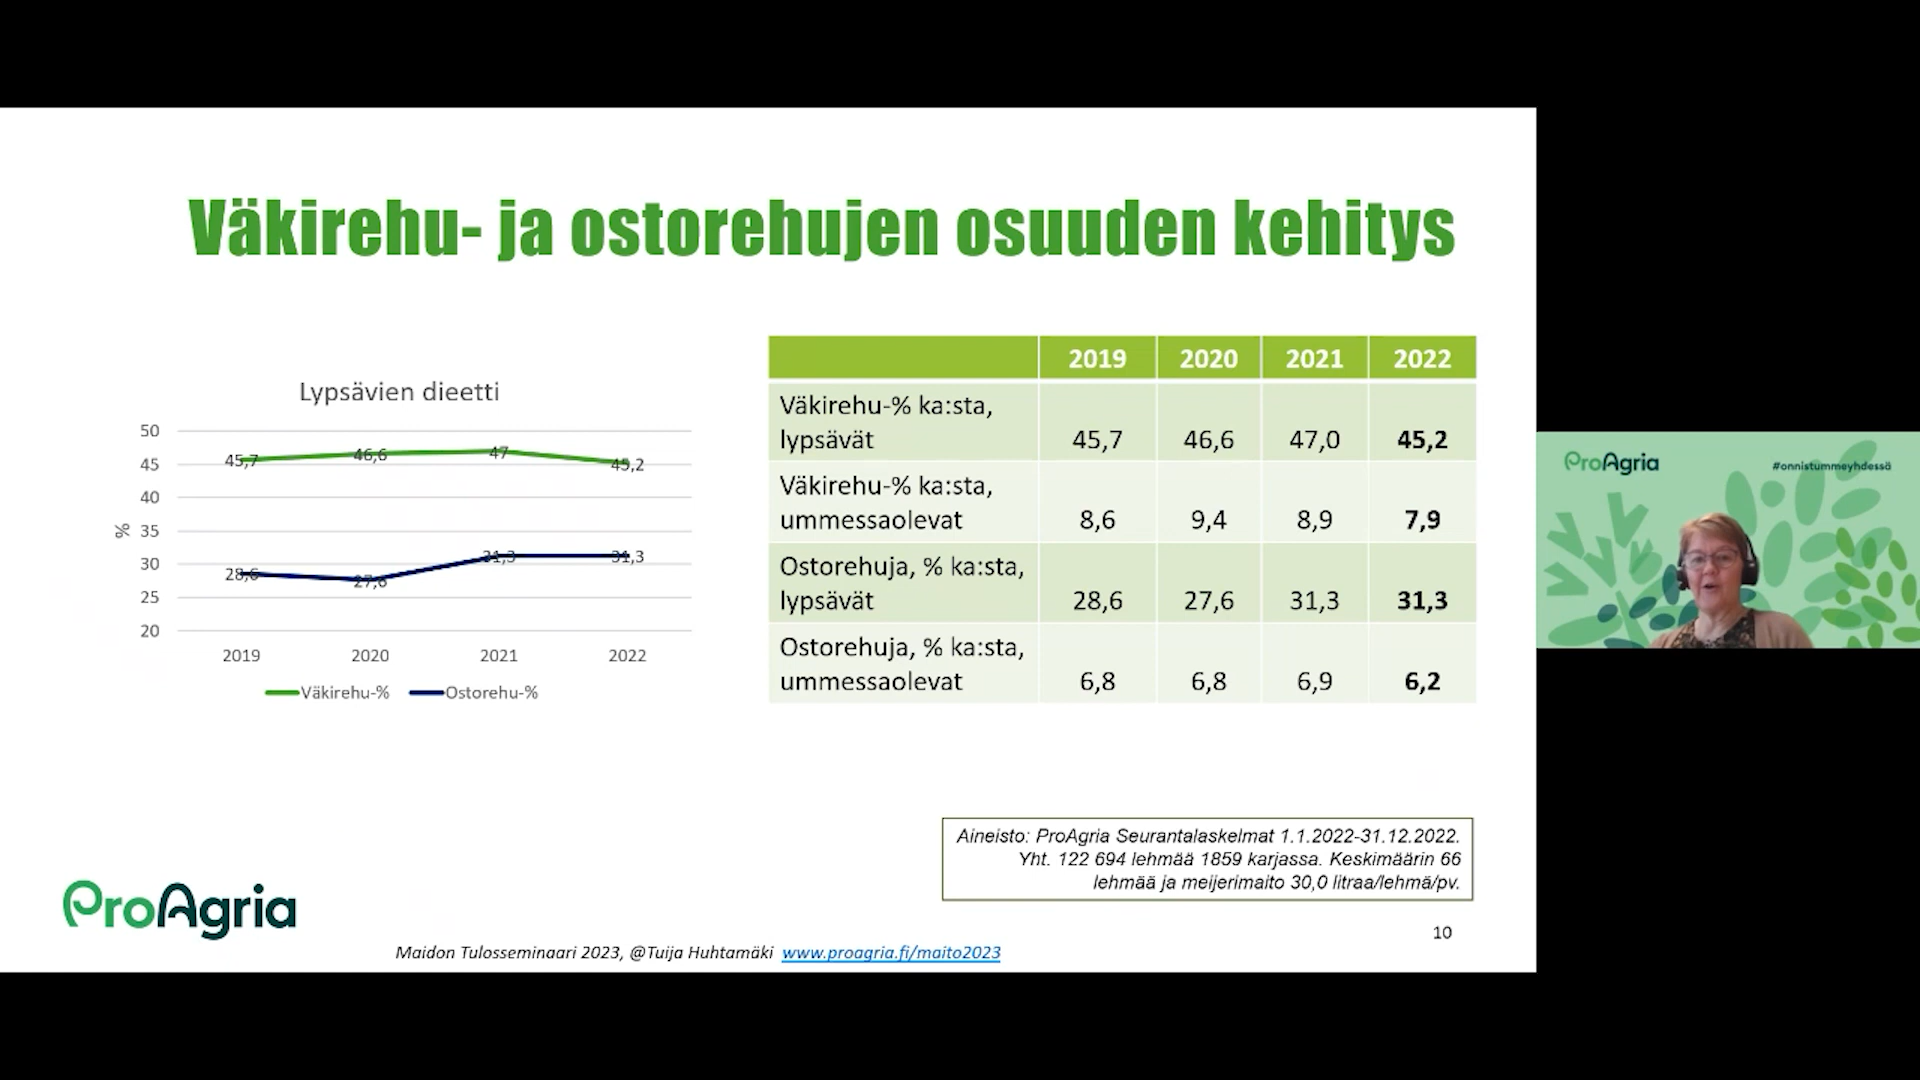 Väkirehu- ja ostorehujen osuuden kehitys
Lypsävien dieetti
50
45
40
35
30
25
20
%
45,7
46,6
47
45,2
28,6
27,6
31,3
31,3
2019 2020 2021 2022
Väkirehu-% Ostorehu-%
2019 2020 2021 2022
Väkirehu-% ka:sta,
lypsävät 45,7 46,6 47,0 45,2
Väkirehu-% ka:sta,
ummessaolevat 8,6 9,4 8,9 7,9
Ostorehuja, % ka:sta,
lypsävät 28,6 27,6 31,3 31,3
Ostorehuja, % ka:sta,
ummessaolevat 6,8 6,8 6,9 6,2
Aineisto: ProAgria Seurantalaskelmat 1.1.2022-31.12.2022.
Yht. 122 694 lehmää 1859 karjassa. Keskimäärin 66
lehmää ja meijerimaito 30,0 litraa/lehmä/pv.
ProAgria
10
Maidon Tulosseminaari 2023, @Tuija Huhtamäki www.proagria.fi/maito2023
ProAgria
#onnistummeyhdessä